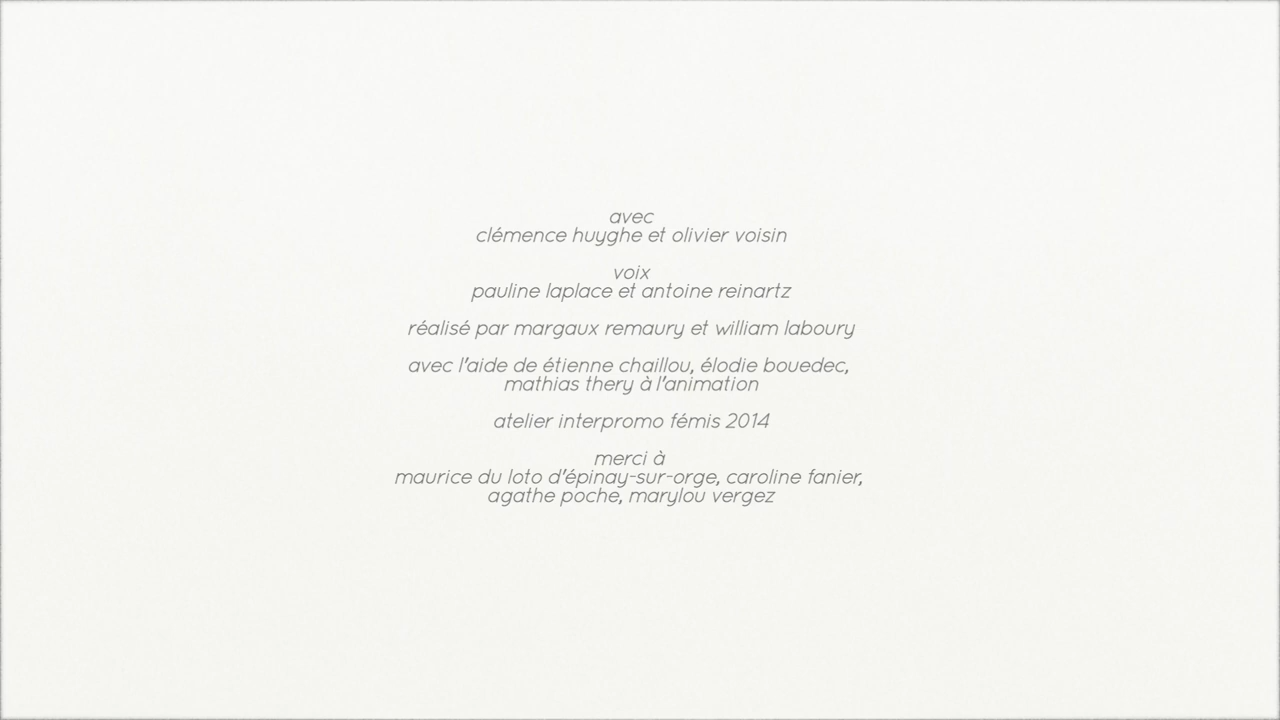 avec
clémence huyghe et olivier voisin
voix
pauline laplace et antoine reinartz
réalisé par margaux remaury et william laboury
avec l'aide de étienne chaillou, élodie bouedec,
mathias thery à l'animation
atelier interpromo fémis 2014
merci à
maurice du loto d'épinay-sur-orge, caroline fanier,
agathe poche, marylou vergez